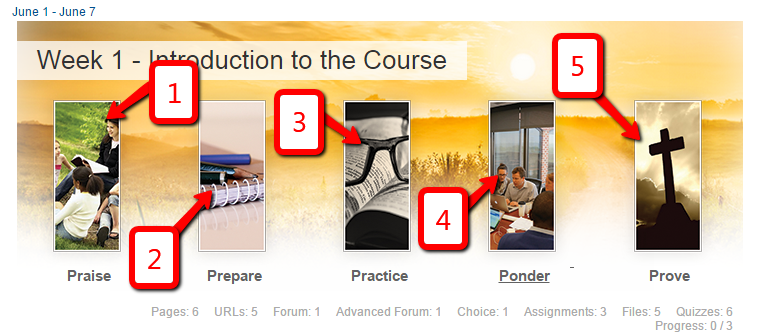 June 1 - June 7
Week 1 - Introduction to the Course
1
2
3
4
5
Praise Prepare Practice Ponder Prove
Pages: 6 URLs: 5 Forum: 1 Advanced Forum: 1 Choice: 1 Assignments: 3 Files: 5 Quizzes: 6
Progress: 0 / 3